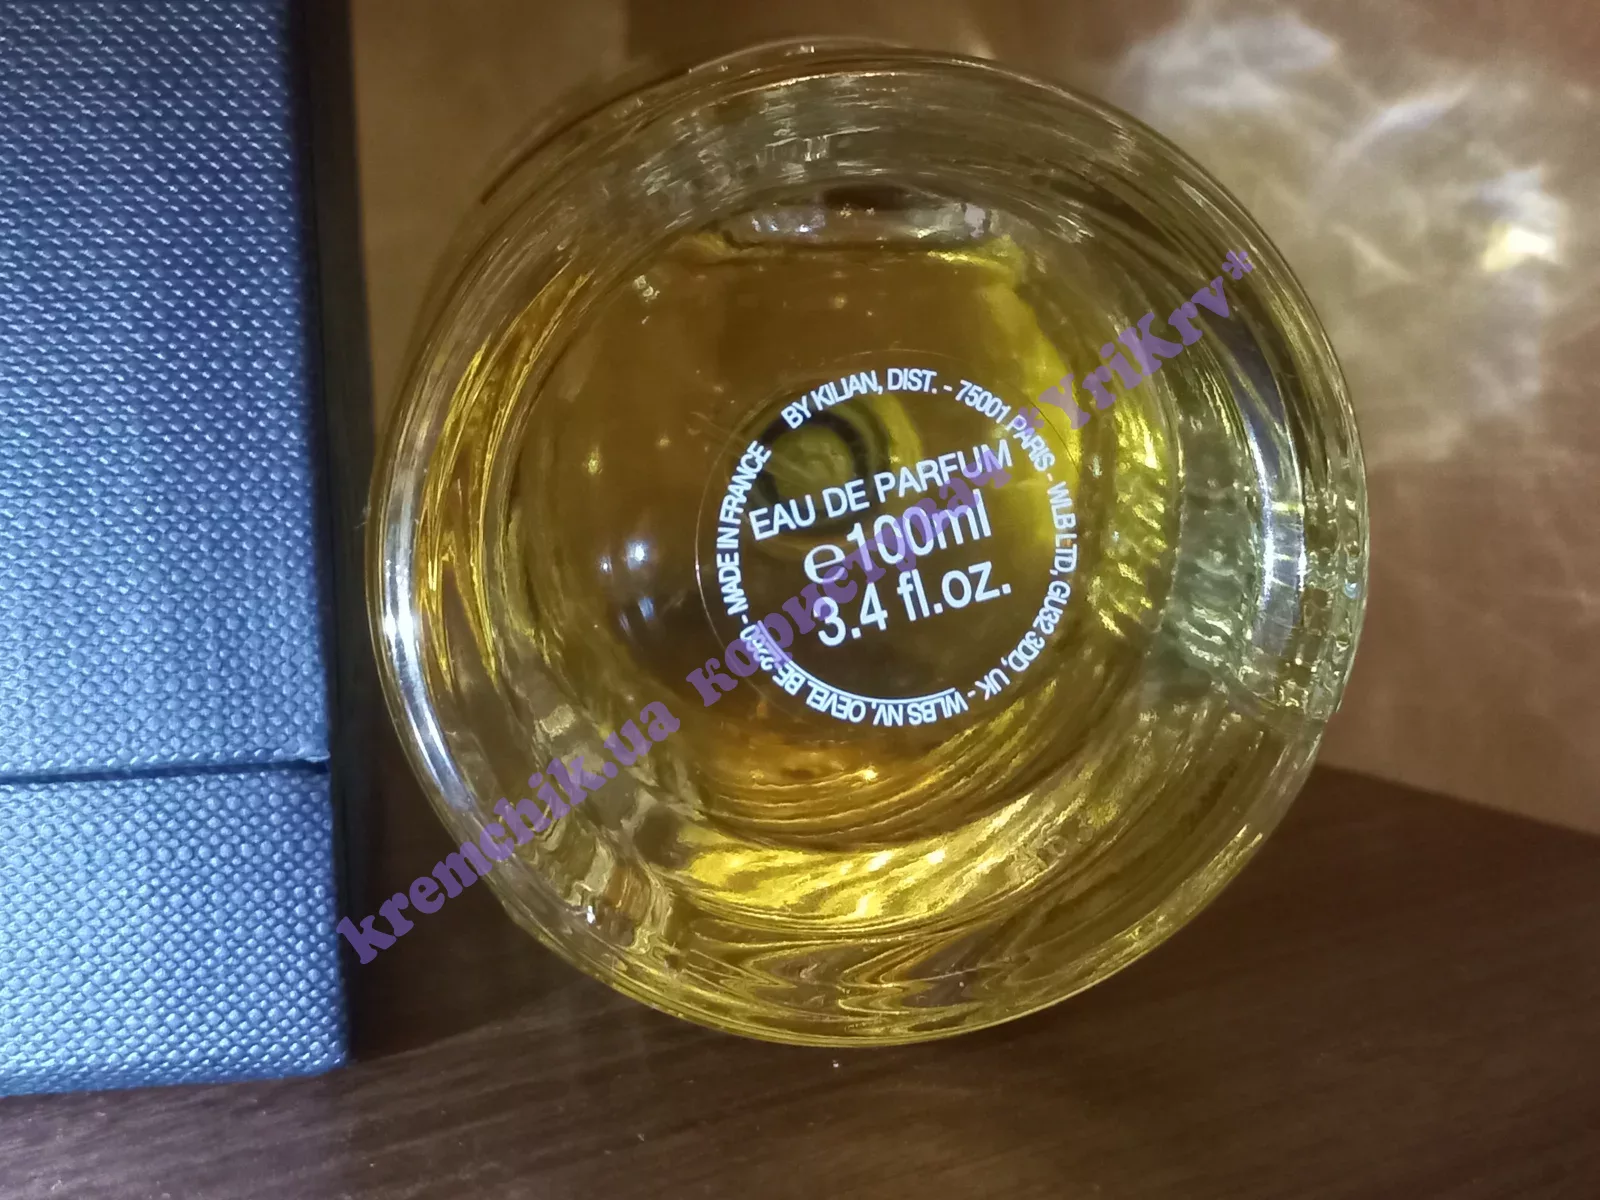 BY KILIAN, DIST. - 75001 PARIS - WLB LTD, GU32 3DD, UK - WLBS NV, OEVEL BE-2260 - MADE IN FRANCE
EAU DE PARFUM
℮100ml
3.4 fl.oz.
kremchik.ua користувач *YriKrv*